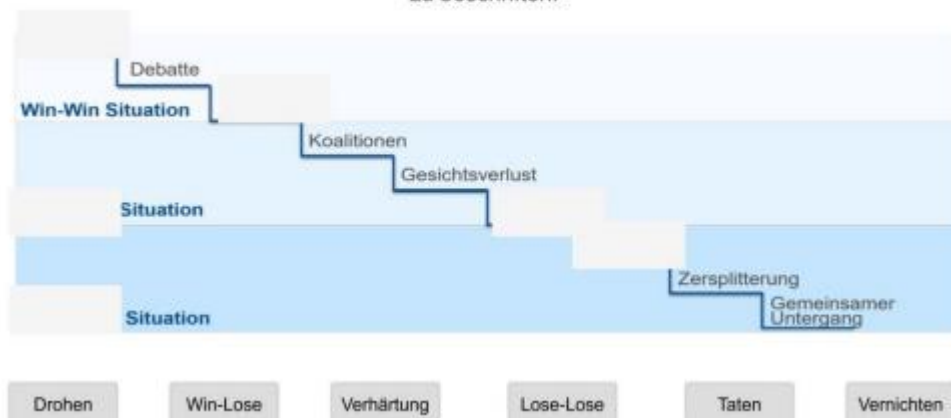 Debatte
Win-Win Situation
Koalitionen
Gesichtsverlust
Situation
Zersplitterung
Gemeinsamer
Untergang
Situation
Drohen Win-Lose Verhärtung Lose-Lose Taten Vernichten